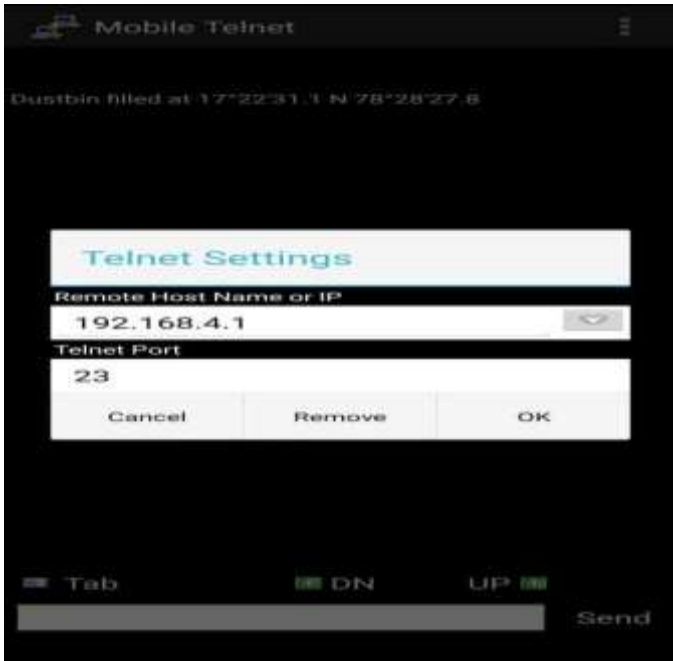 Mobile Telnet
Dustbin filled at 17°22'31.1 N 78°28'27.8
Telnet Settings
Remote Host Name or IP
192.168.4.1
Telnet Port
23
Cancel Remove OK
Tab DN UP
Send